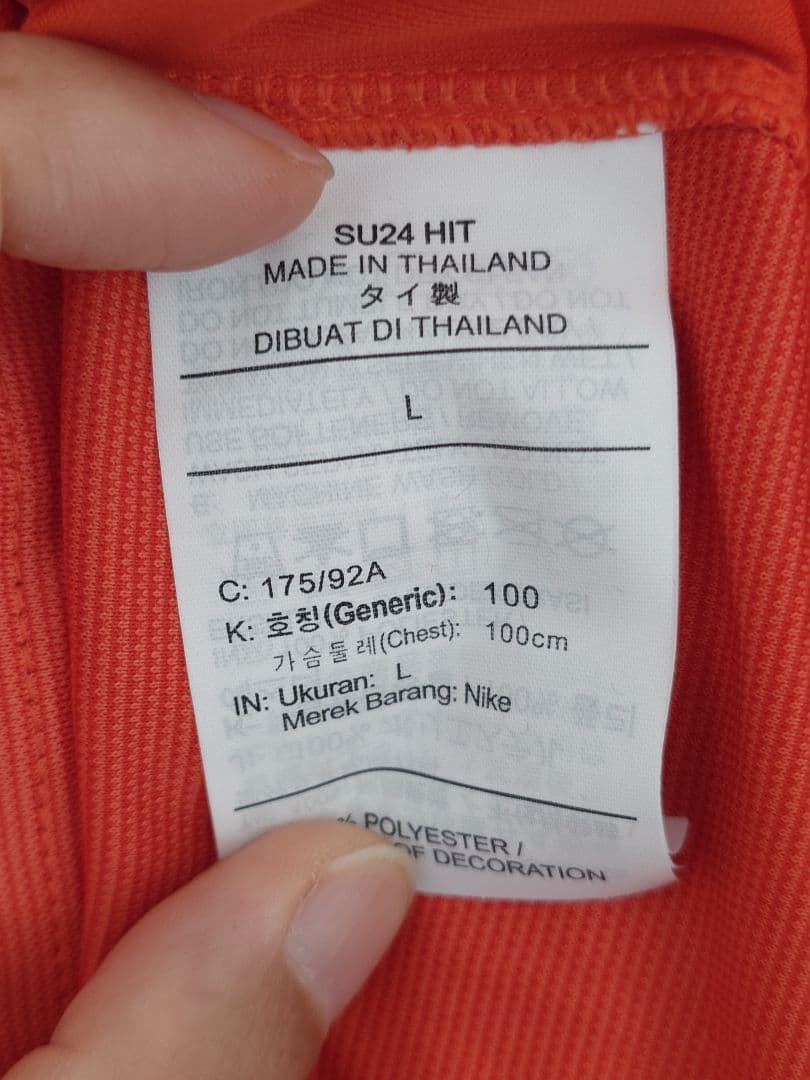 SU24 HIT
MADE IN THAILAND
タイ製
DIBUAT DI THAILAND
L
C: 175/92A
K: 호칭(Generic): 100
가슴둘레(Chest): 100cm
IN: Ukuran: L
Merek Barang: Nike
% POLYESTER /
OF DECORATION